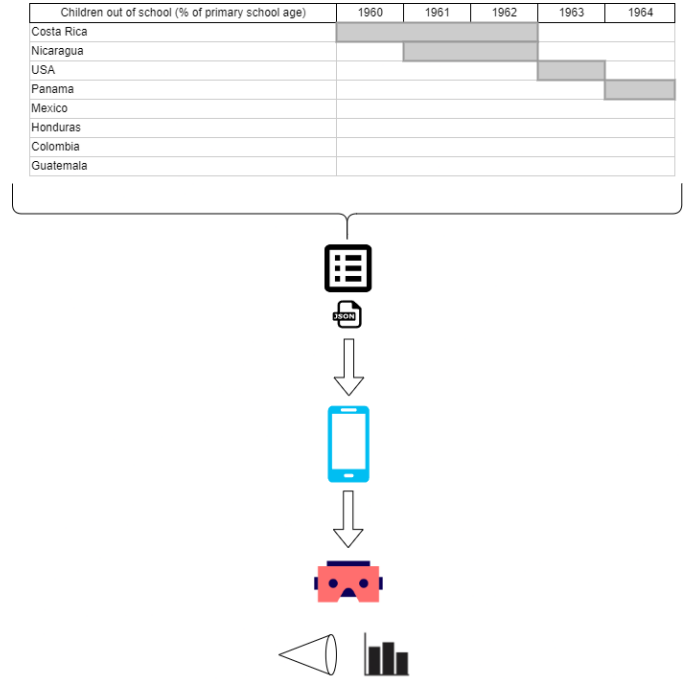 Children out of school (% of primary school age) 1960 1961 1962 1963 1964
Costa Rica
Nicaragua
USA
Panama
Mexico
Honduras
Colombia
Guatemala
JSON